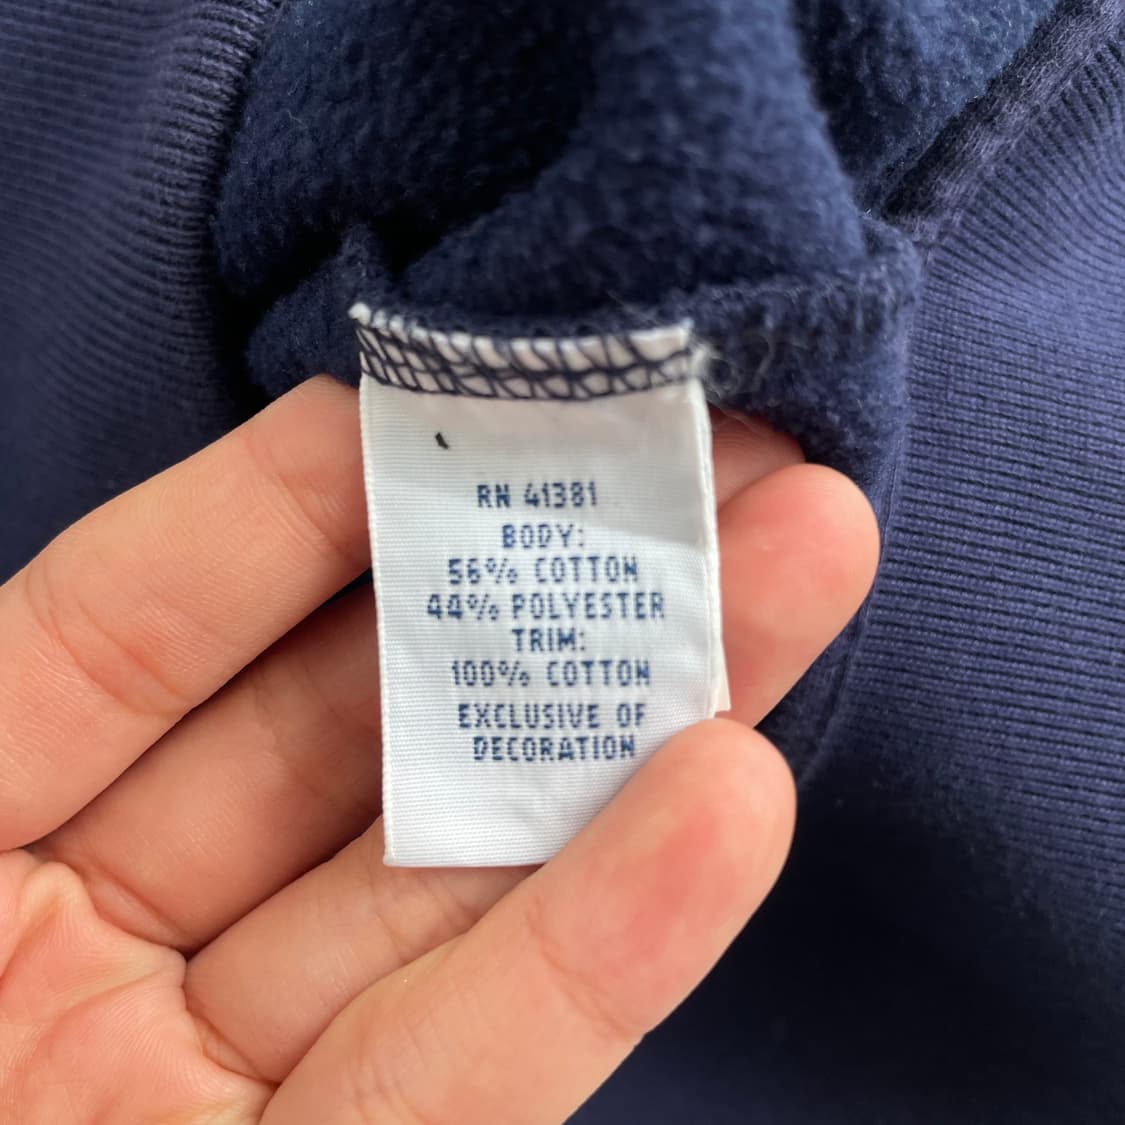 RN 41381
BODY:
56% COTTON
44% POLYESTER
TRIM:
100% COTTON
EXCLUSIVE OF
DECORATION